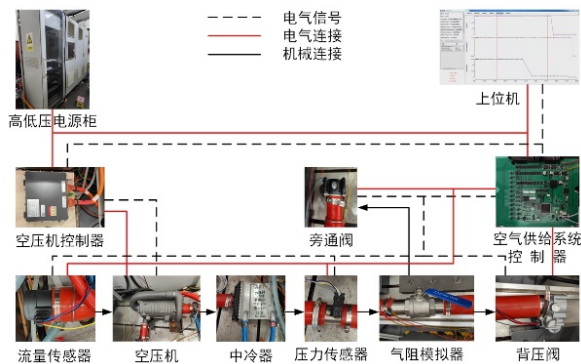 电气信号
电气连接
机械连接
高低压电源柜
上位机
空压机控制器
旁通阀
空气供给系统
控制器
流量传感器
空压机
中冷器
压力传感器
气阻模拟器
背压阀